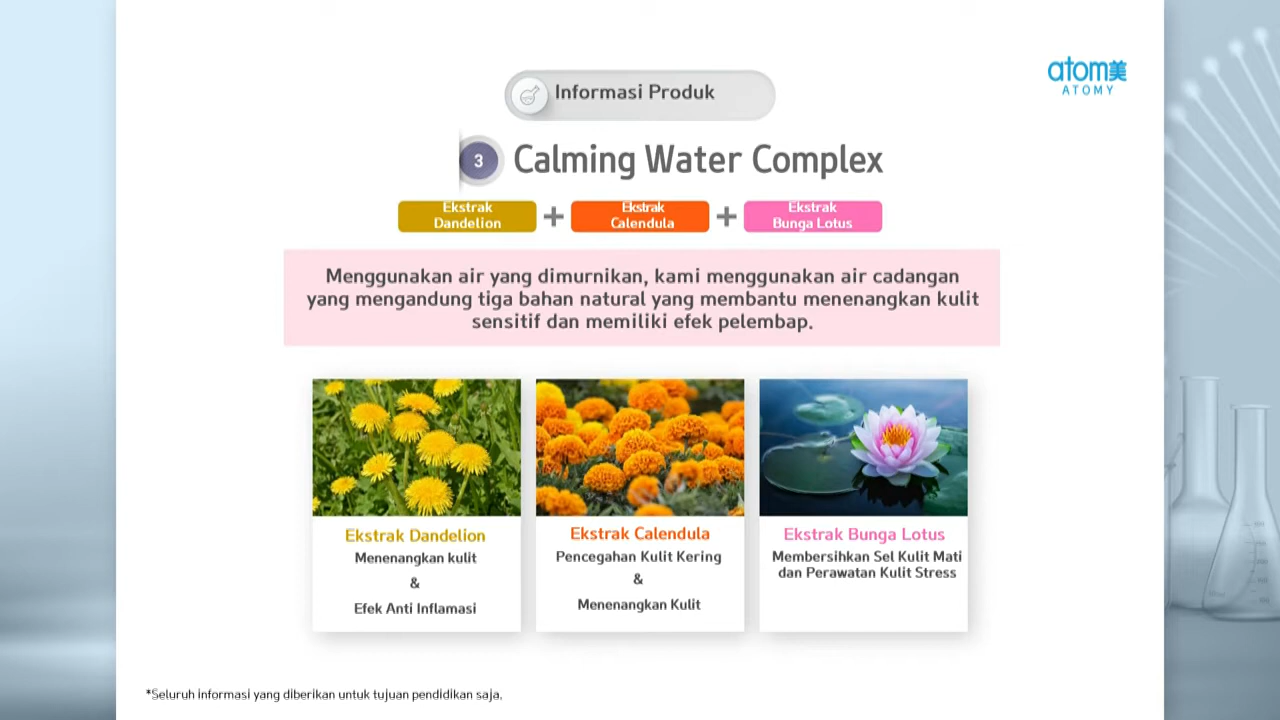 atom美
ATOMY
Informasi Produk
3 Calming Water Complex
Ekstrak
Dandelion
+
Ekstrak
Calendula
+
Ekstrak
Bunga Lotus
Menggunakan air yang dimurnikan, kami menggunakan air cadangan
yang mengandung tiga bahan natural yang membantu menenangkan kulit
sensitif dan memiliki efek pelembap.
Ekstrak Dandelion
Menenangkan kulit
&
Efek Anti Inflamasi
Ekstrak Calendula
Pencegahan Kulit Kering
&
Menenangkan Kulit
Ekstrak Bunga Lotus
Membersihkan Sel Kulit Mati
dan Perawatan Kulit Stress
*Seluruh informasi yang diberikan untuk tujuan pendidikan saja.